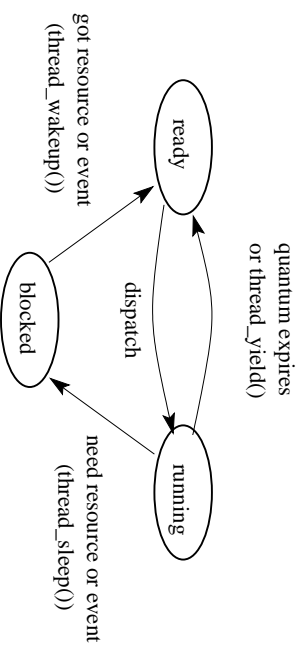 quantum expires
or thread_yield()
ready
running
dispatch
got resource or event
(thread_wakeup())
need resource or event
(thread_sleep())
blocked